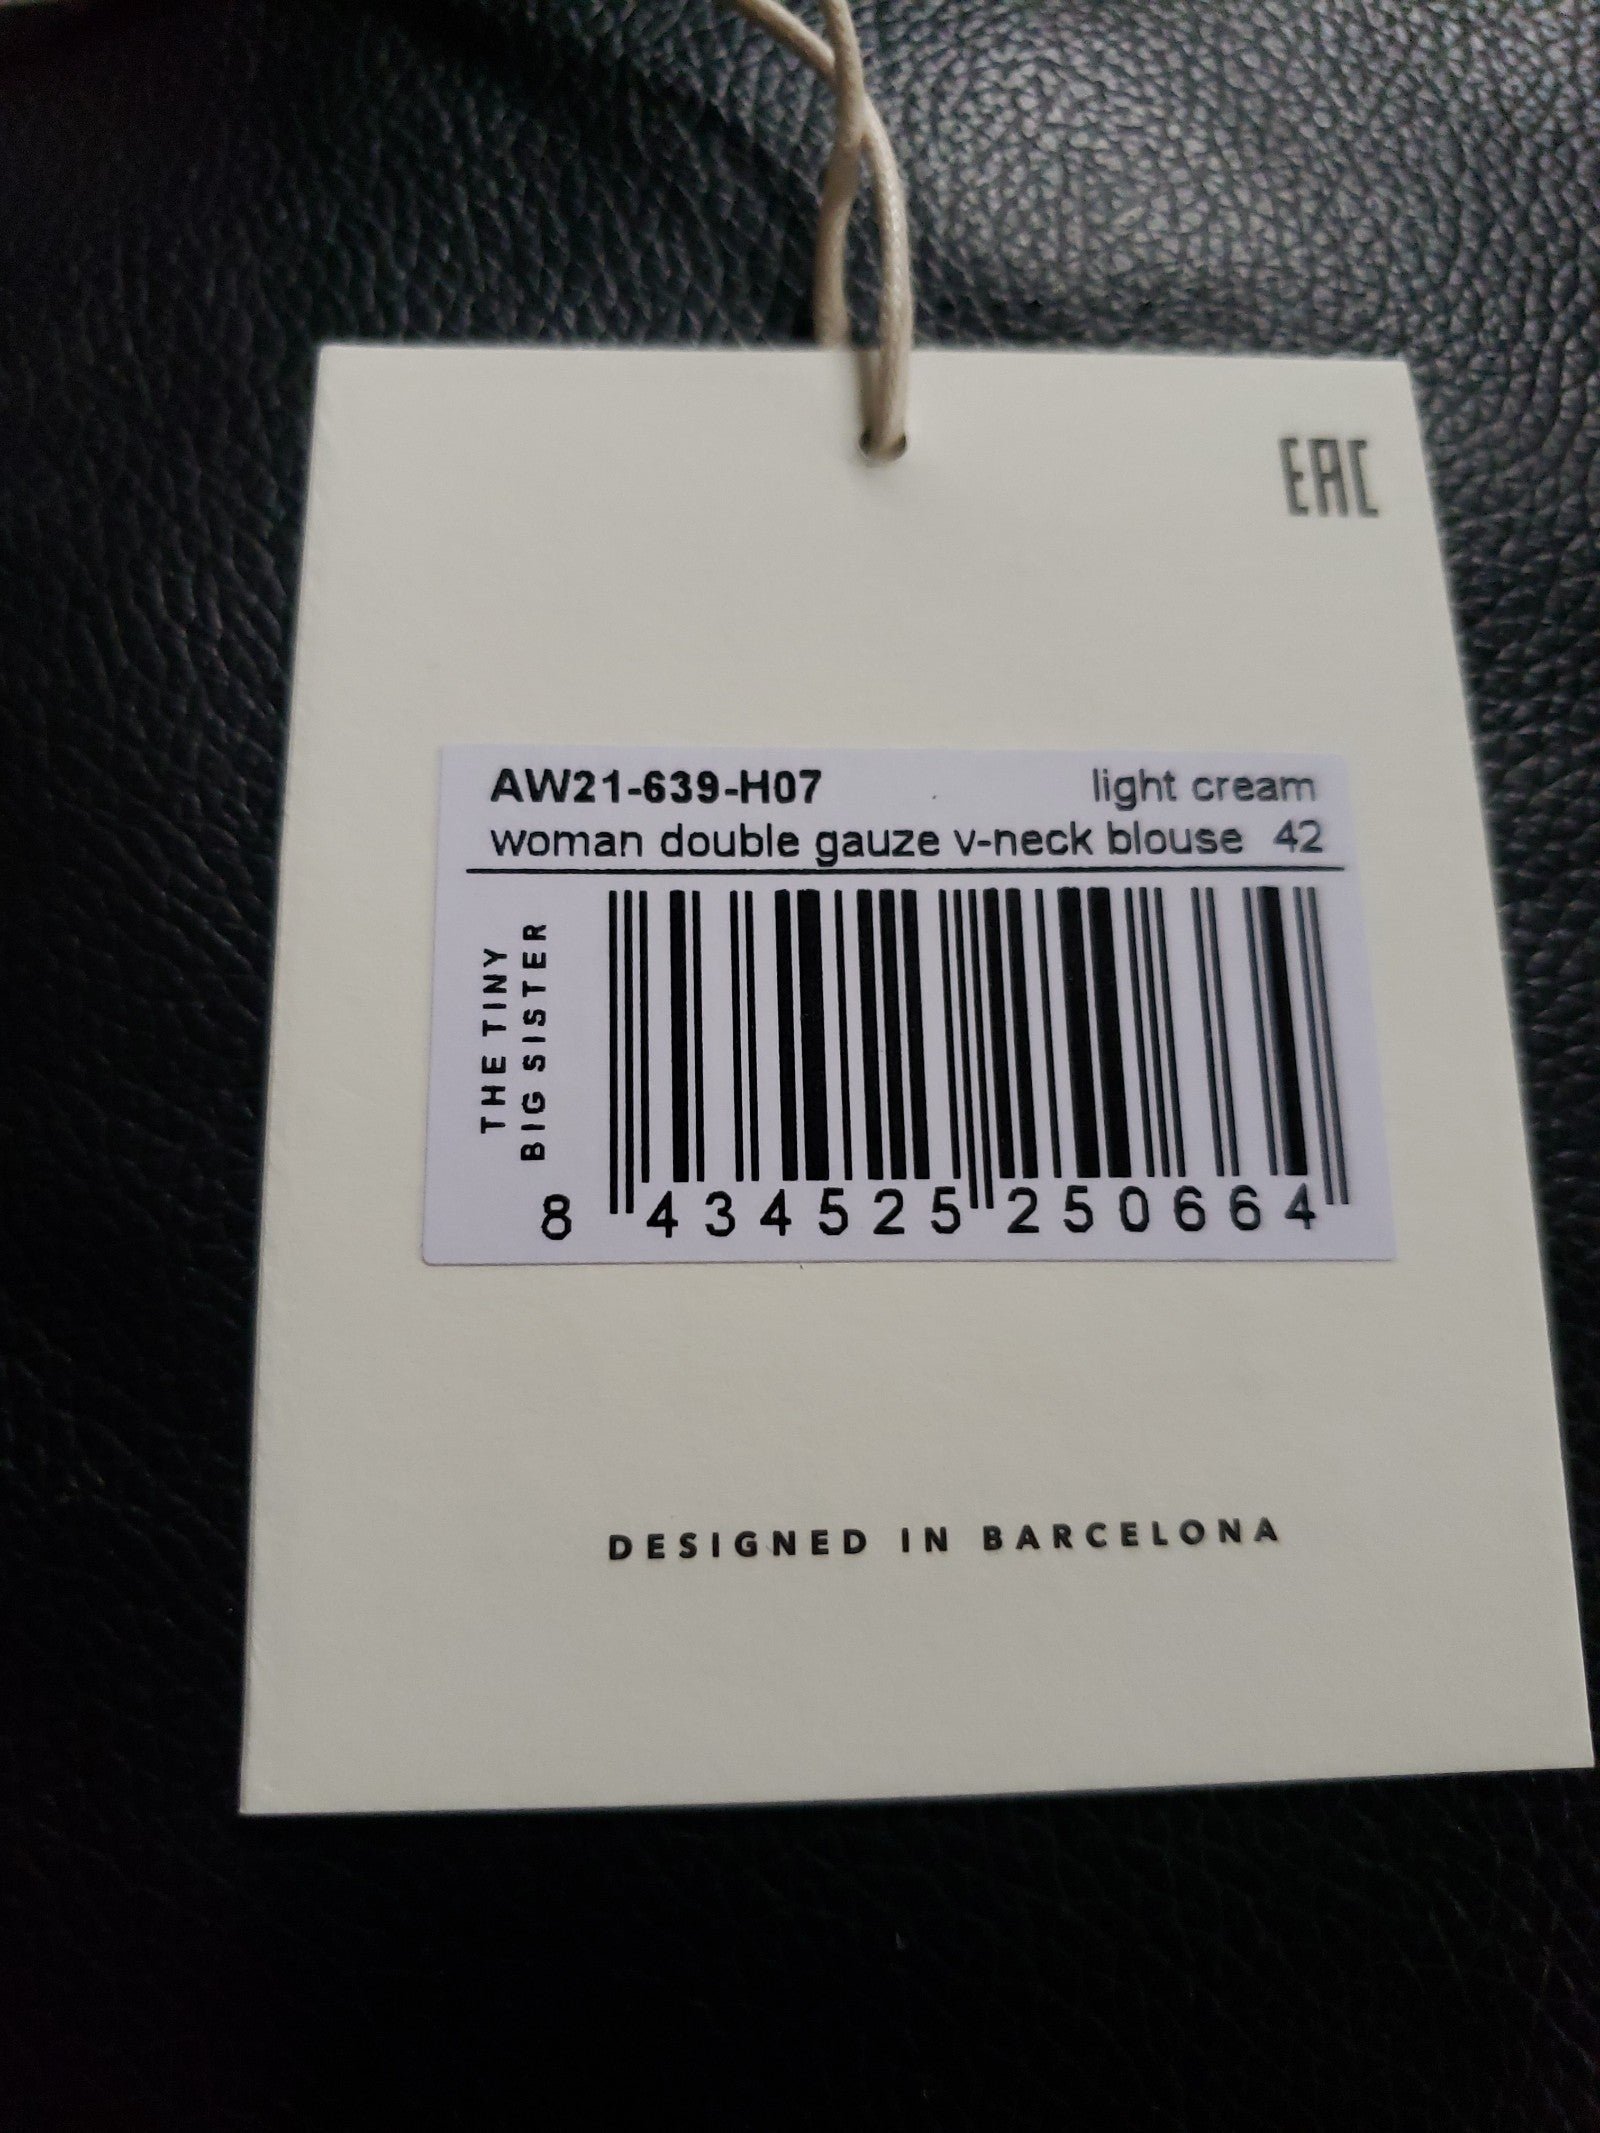 EAC
AW21-639-H07 light cream
woman double gauze v-neck blouse 42
THE TINY
BIG SISTER
8 434525 250664
DESIGNED IN BARCELONA